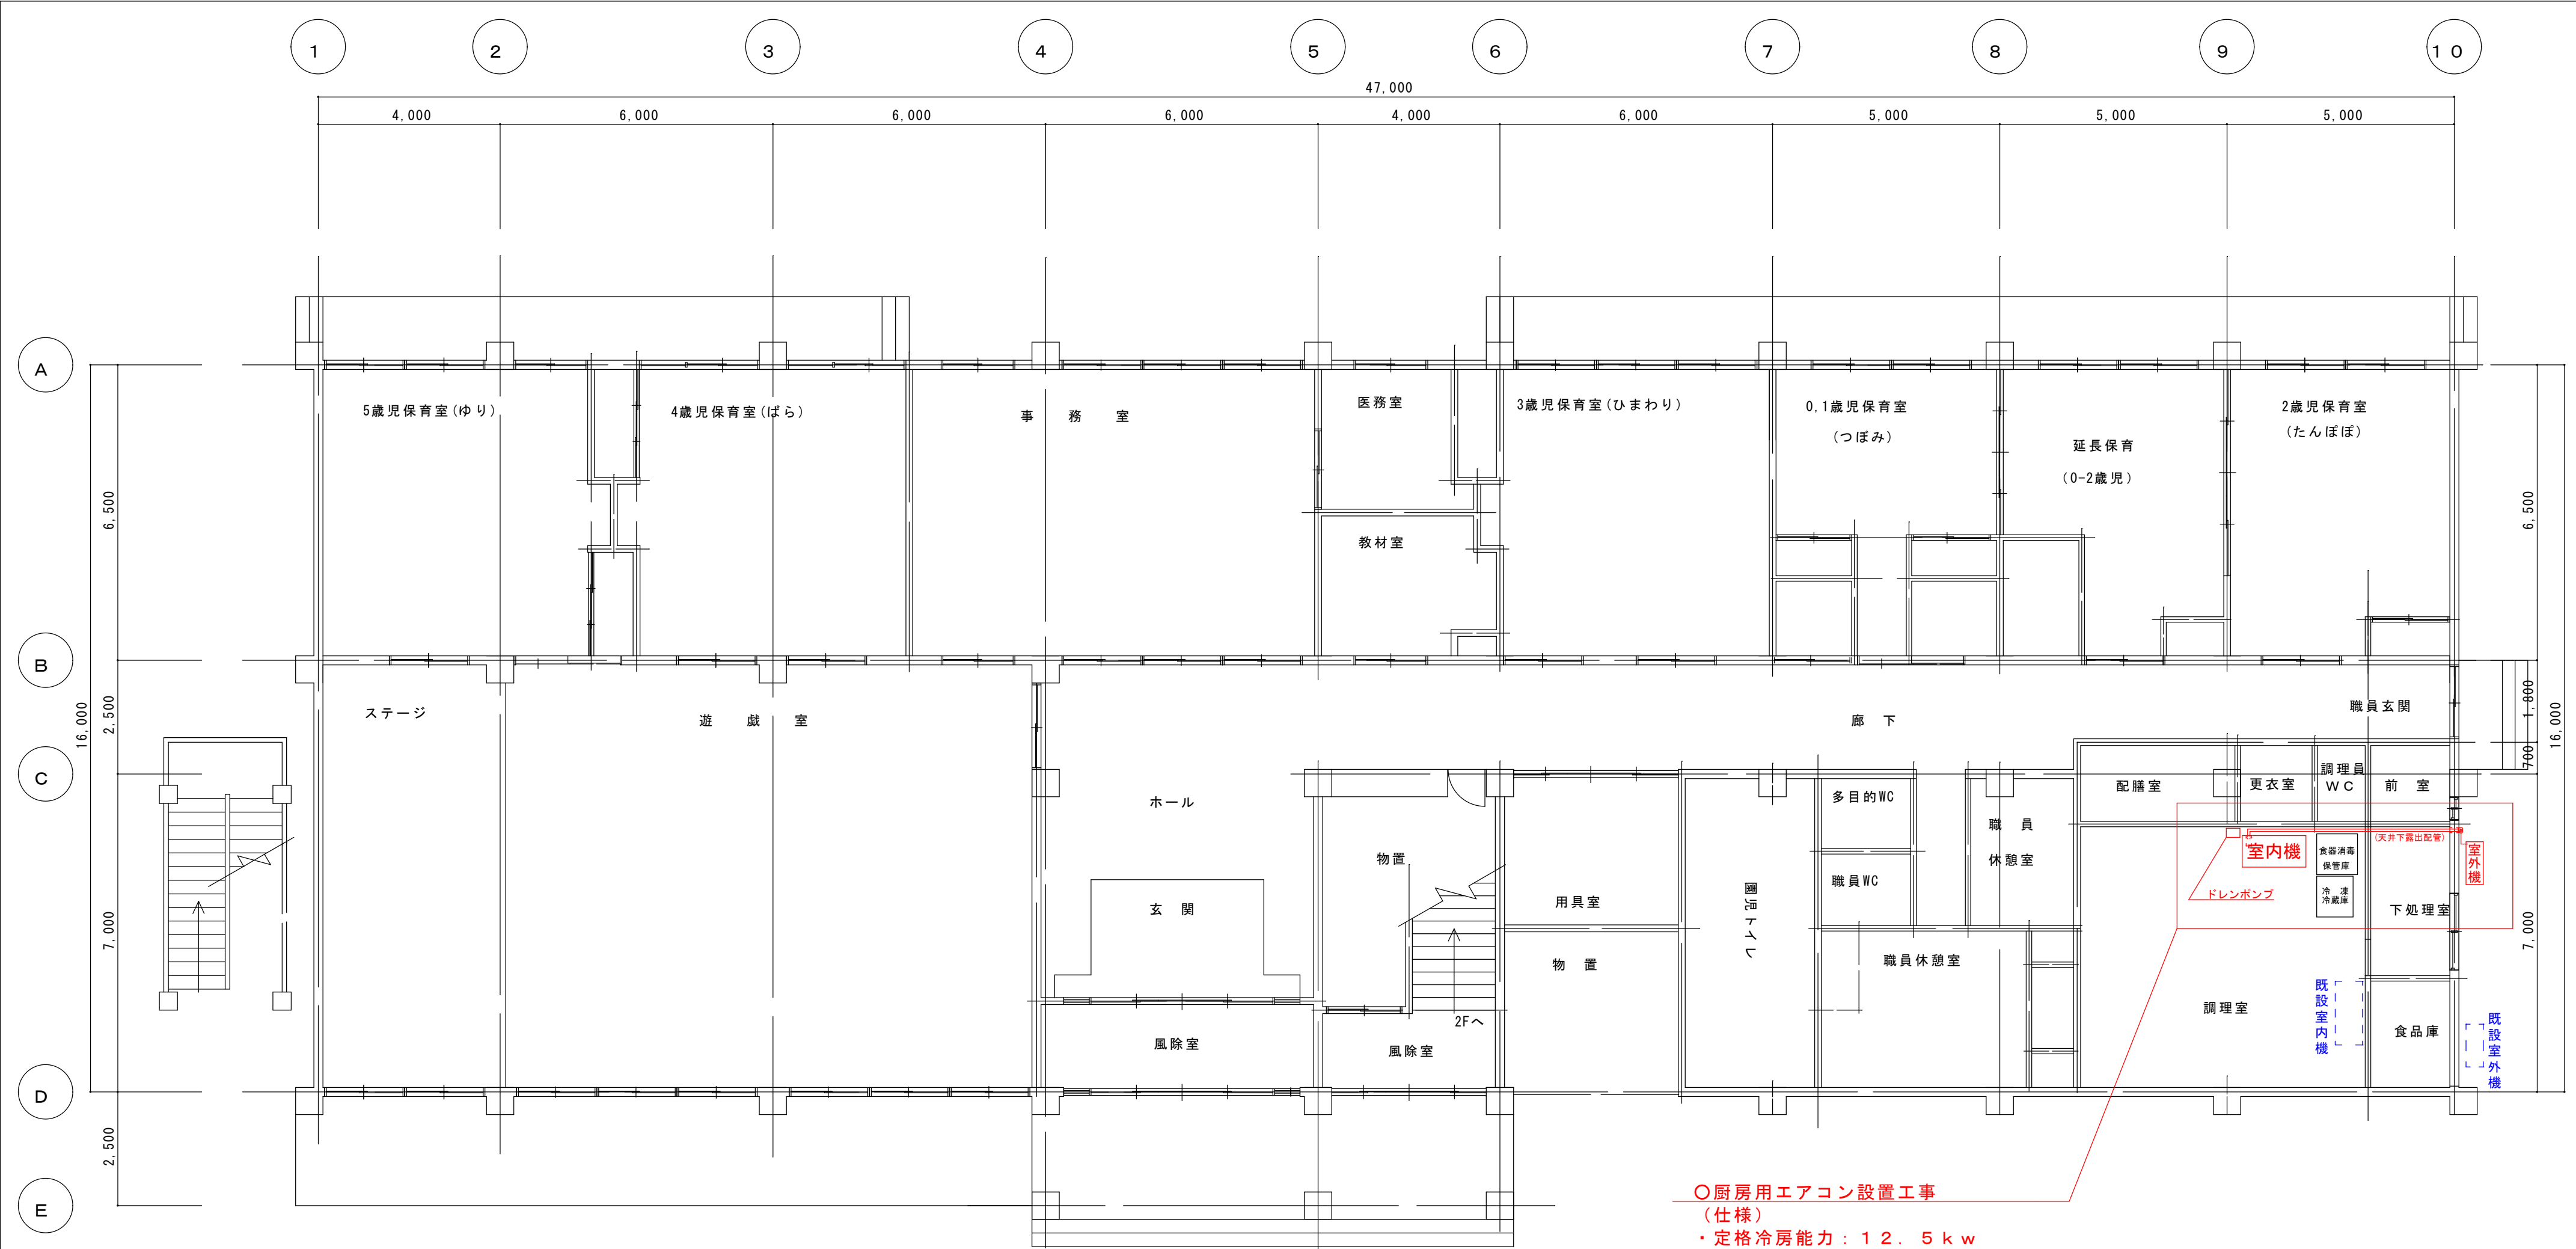 1 2 3 4 5 6 7 8 9 10
47,000
4,000 6,000 6,000 6,000 4,000 6,000 5,000 5,000 5,000
A
B
C
D
E
6,500
2,500
16,000
7,000
2,500
6,500
1,800
700
16,000
7,000
5歳児保育室(ゆり)
4歳児保育室(ばら)
事 務 室
医務室
教材室
3歳児保育室(ひまわり)
0,1歳児保育室
(つぼみ)
延長保育
(0-2歳児)
2歳児保育室
(たんぽぽ)
ステージ
遊 戯 室
廊 下
職員玄関
ホール
玄 関
風除室
物置
2Fへ
風除室
用具室
物 置
園児トイレ
多目的WC
職員WC
職 員
休憩室
職員休憩室
配膳室
更衣室
調理員
WC
前 室
室内機
(天井下露出配管)
食器消毒
保管庫
冷 凍
冷蔵庫
室外機
ドレンポンプ
下処理室
調理室
既設室内機
食品庫
既設室外機
〇厨房用エアコン設置工事
(仕様)
・定格冷房能力:12.5kw